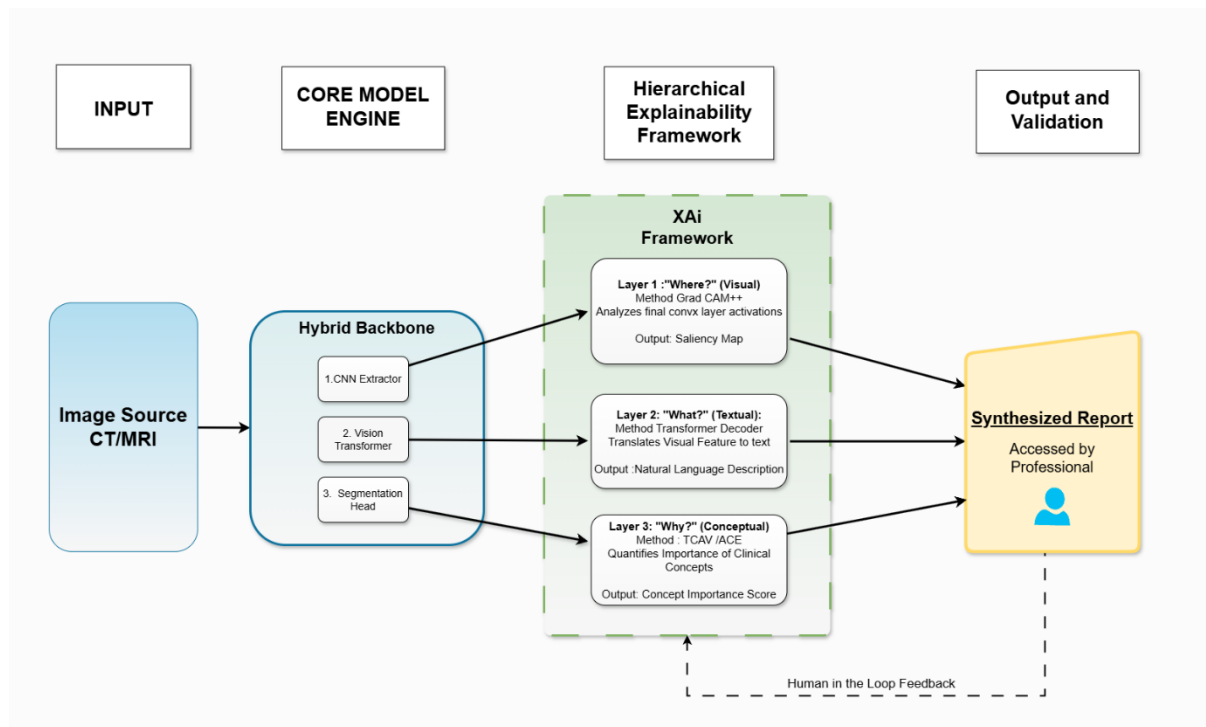 INPUT
CORE MODEL
ENGINE
Hierarchical
Explainability
Framework
Output and
Validation
Image Source
CT/MRI
Hybrid Backbone
1.CNN Extractor
2. Vision
Transformer
3. Segmentation
Head
XAi
Framework
Layer 1 :"Where?" (Visual)
Method Grad CAM++
Analyzes final convx layer activations
Output: Saliency Map
Layer 2: "What?" (Textual):
Method Transformer Decoder
Translates Visual Feature to text
Output :Natural Language Description
Layer 3: "Why?" (Conceptual)
Method : TCAV /ACE
Quantifies Importance of Clinical
Concepts
Output: Concept Importance Score
Synthesized Report
Accessed by
Professional
Human in the Loop Feedback